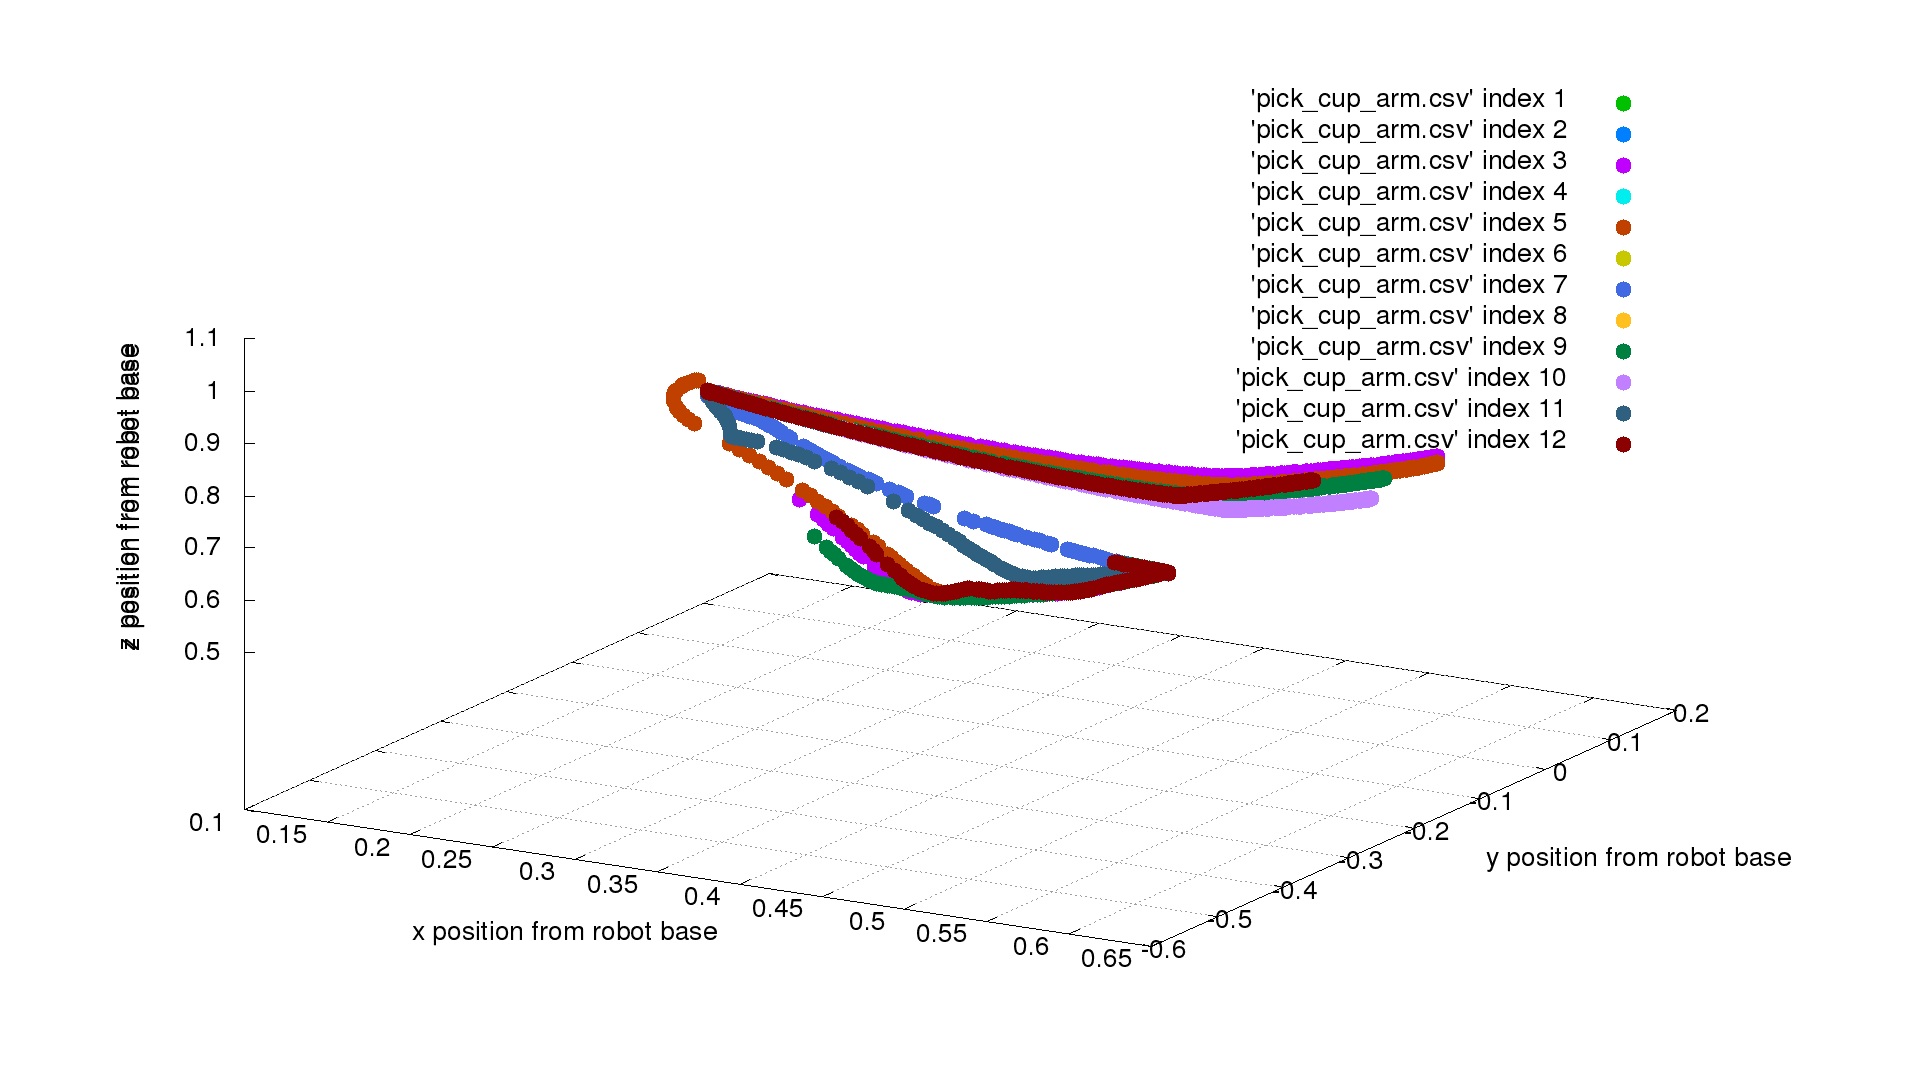 'pick_cup_arm.csv' index 1
'pick_cup_arm.csv' index 2
'pick_cup_arm.csv' index 3
'pick_cup_arm.csv' index 4
'pick_cup_arm.csv' index 5
'pick_cup_arm.csv' index 6
'pick_cup_arm.csv' index 7
'pick_cup_arm.csv' index 8
'pick_cup_arm.csv' index 9
'pick_cup_arm.csv' index 10
'pick_cup_arm.csv' index 11
'pick_cup_arm.csv' index 12
z position from robot base
1.1
1
0.9
0.8
0.7
0.6
0.5
0.1
0.15
0.2
0.25
0.3
0.35
0.4
0.45
0.5
0.55
0.6
0.65
x position from robot base
-0.6
-0.5
-0.4
-0.3
-0.2
-0.1
0
0.1
0.2
y position from robot base